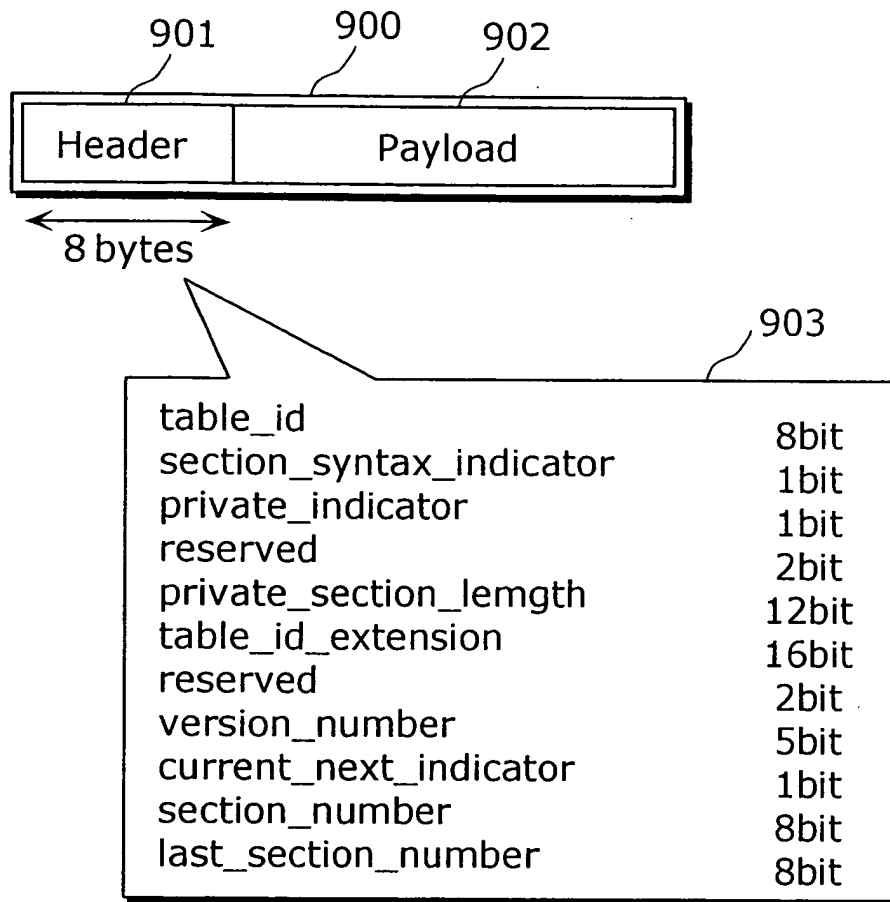 901 900 902
Header Payload
8 bytes
903
table_id 8bit
section_syntax_indicator 1bit
private_indicator 1bit
reserved 2bit
private_section_lemgth 12bit
table_id_extension 16bit
reserved 2bit
version_number 5bit
current_next_indicator 1bit
section_number 8bit
last_section_number 8bit